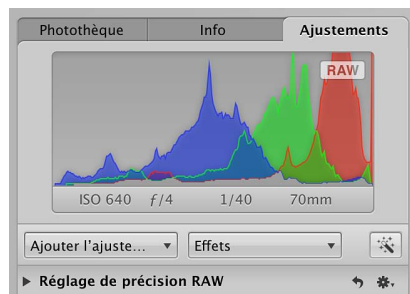 Photothèque Info Ajustements
RAW
ISO 640 ƒ/4 1/40 70mm
Ajouter l'ajuste... Effets
Réglage de précision RAW